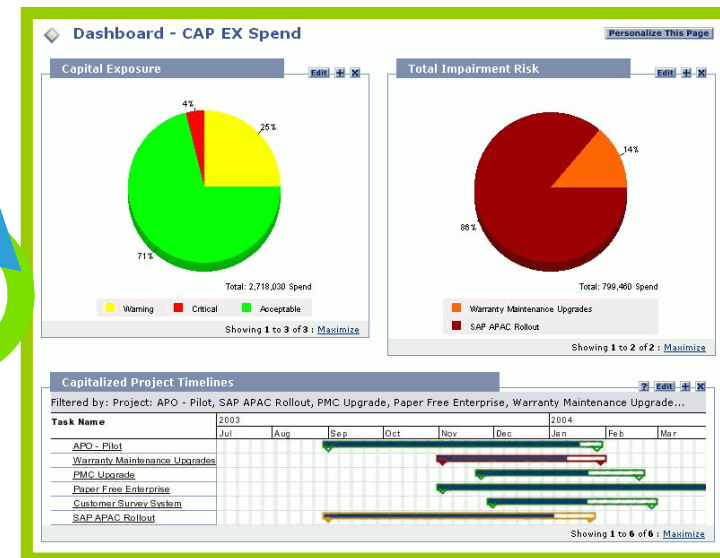 Dashboard - CAP EX Spend
Personalize This Page
Capital Exposure
Edit + X
4%
25%
71%
Total: 2,718,030 Spend
Warning Critical Acceptable
Showing 1 to 3 of 3 : Maximize
Total Impairment Risk
Edit + X
14%
86%
Total: 799,460 Spend
Warranty Maintenance Upgrades
SAP APAC Rollout
Showing 1 to 2 of 2 : Maximize
Capitalized Project Timelines
? Edit + X
Filtered by: Project: APO - Pilot, SAP APAC Rollout, PMC Upgrade, Paper Free Enterprise, Warranty Maintenance Upgrade...
Task Name 2003 2004
Jul Aug Sep Oct Nov Dec Jan Feb Mar
APO - Pilot
Warranty Maintenance Upgrades
PMC Upgrade
Paper Free Enterprise
Customer Survey System
SAP APAC Rollout
Showing 1 to 6 of 6 : Maximize